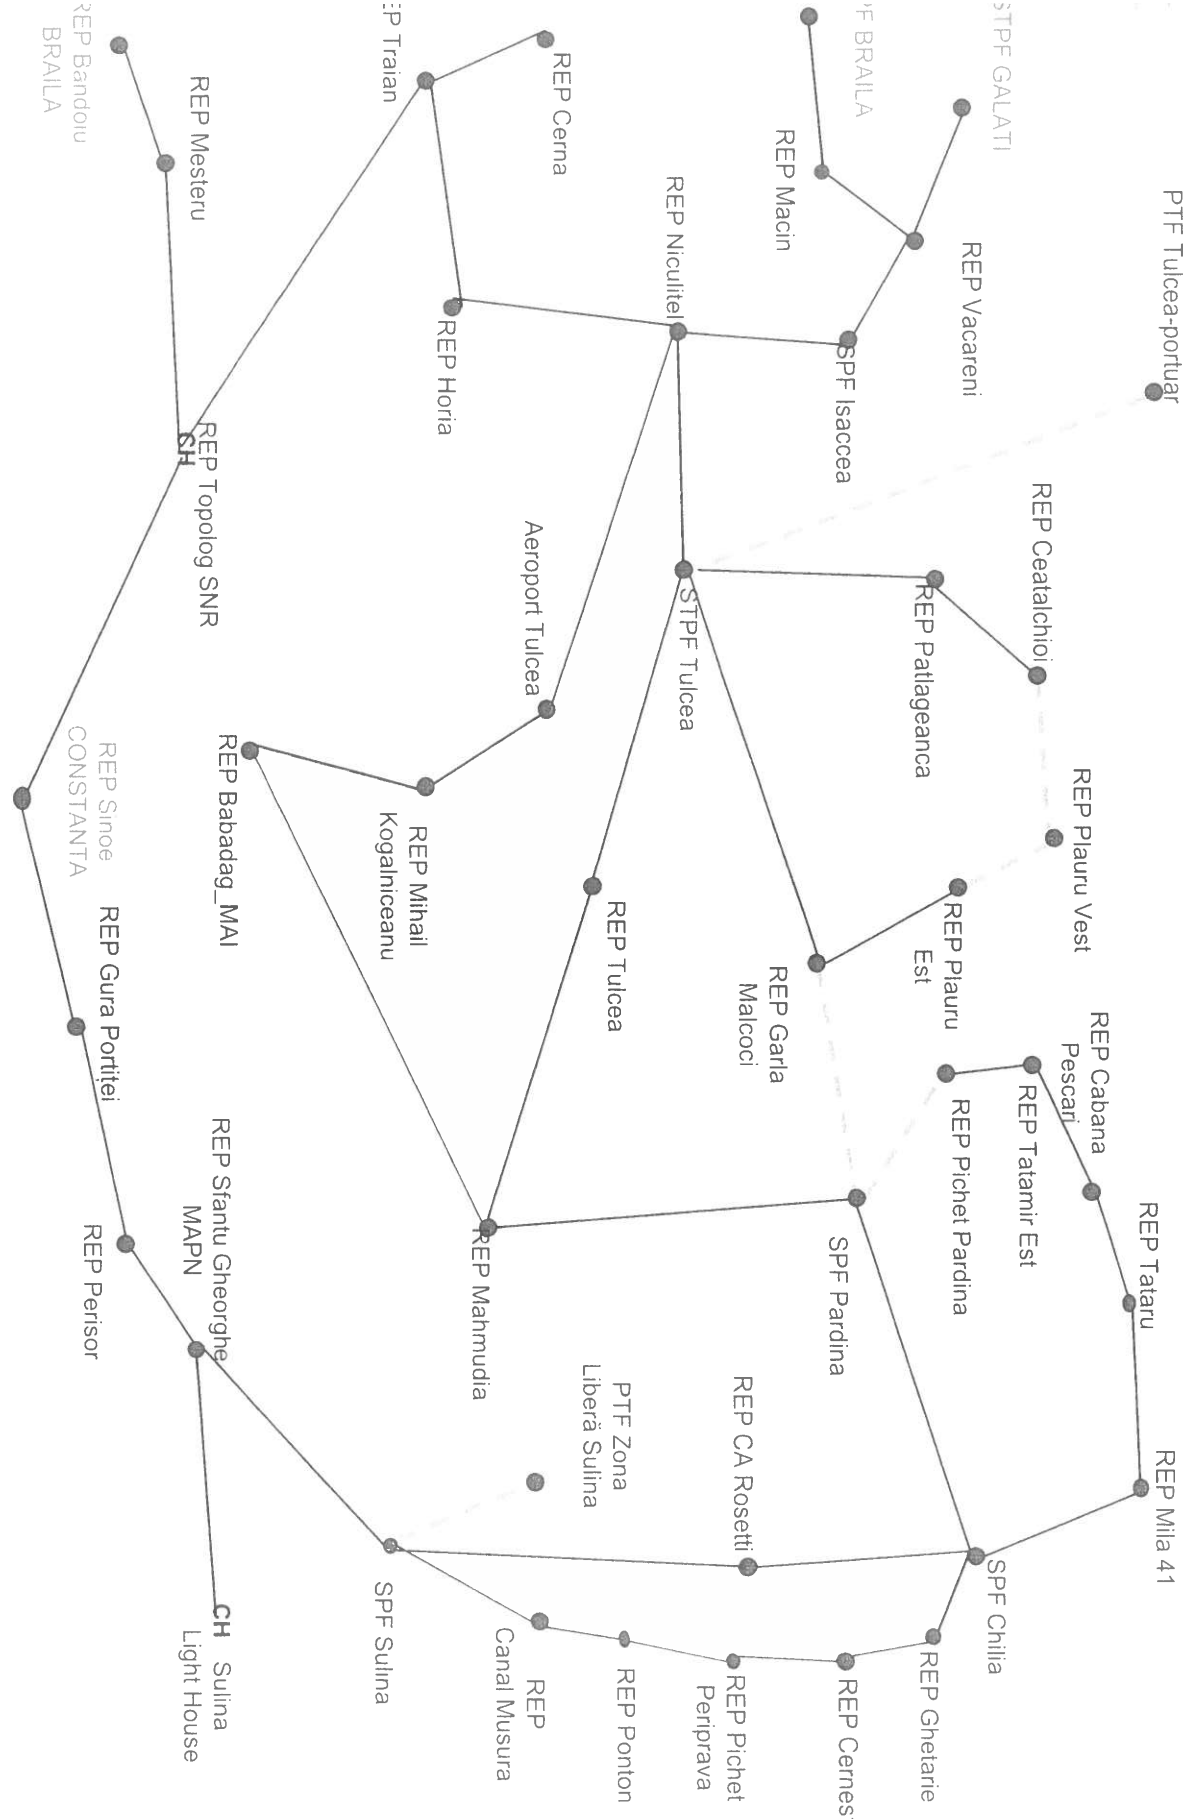 PTF Tulcea-portuar
REP Mila 41
REP Tataru
REP Cabana
Pescari
REP Plauru Vest
REP Ceatalchioi
REP Tatamir Est
STPF GALATI
REP Vacareni
REP Pichet Pardina
SPF Chilia
REP Plauru
Est
REP Patlageanca
REP Ghetarie
PF BRAILA
SPF Isaccea
SPF Pardina
REP Cernes
REP Macin
REP Garla
Malcoci
REP CA Rosetti
REP Pichet
Periprava
REP Niculitel
STPF Tulcea
REP Ponton
REP Tulcea
PTF Zona
Liberă Sulina
REP Cerna
Aeroport Tulcea
REP
Canal Musura
REP Mahmudia
REP Horia
REP Mihail
Kogalniceanu
EP Traian
SPF Sulina
REP Babadag_MAI
REP Sfantu Gheorghe
MAPN
CH Sulina
Light House
REP Topolog SNR
CH
REP Mesteru
REP Gura Portiței
REP Perisor
REP Sinoe
CONSTANTA
REP Bandoiu
BRAILA